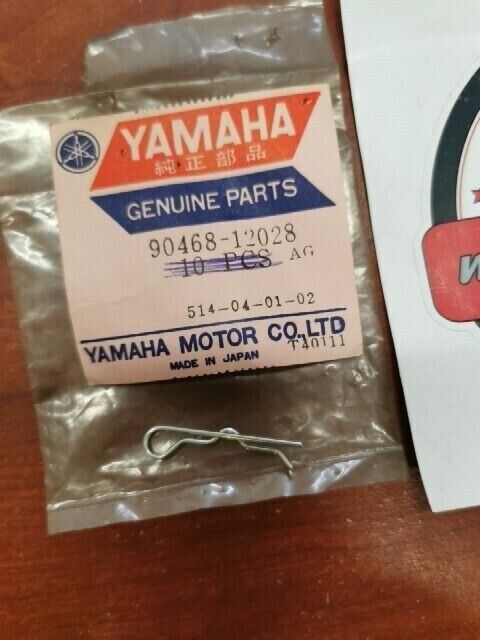 YAMAHA
純正部品
GENUINE PARTS
90468-12028
10 PCS AG
514-04-01-02
YAMAHA MOTOR CO.,LTD
MADE IN JAPAN T40111